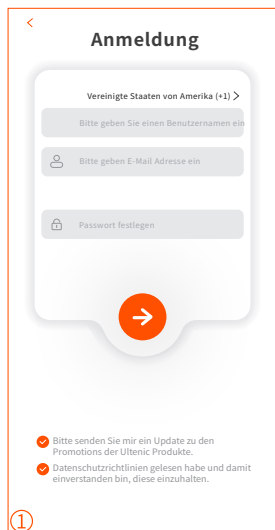 Anmeldung
Vereinigte Staaten von Amerika (+1) >
Bitte geben Sie einen Benutzernamen ein
Bitte geben E-Mail Adresse ein
Passwort festlegen
Bitte senden Sie mir ein Update zu den
Promotions der Ultenic Produkte.
Datenschutzrichtlinien gelesen habe und damit
einverstanden bin, diese einzuhalten.
①